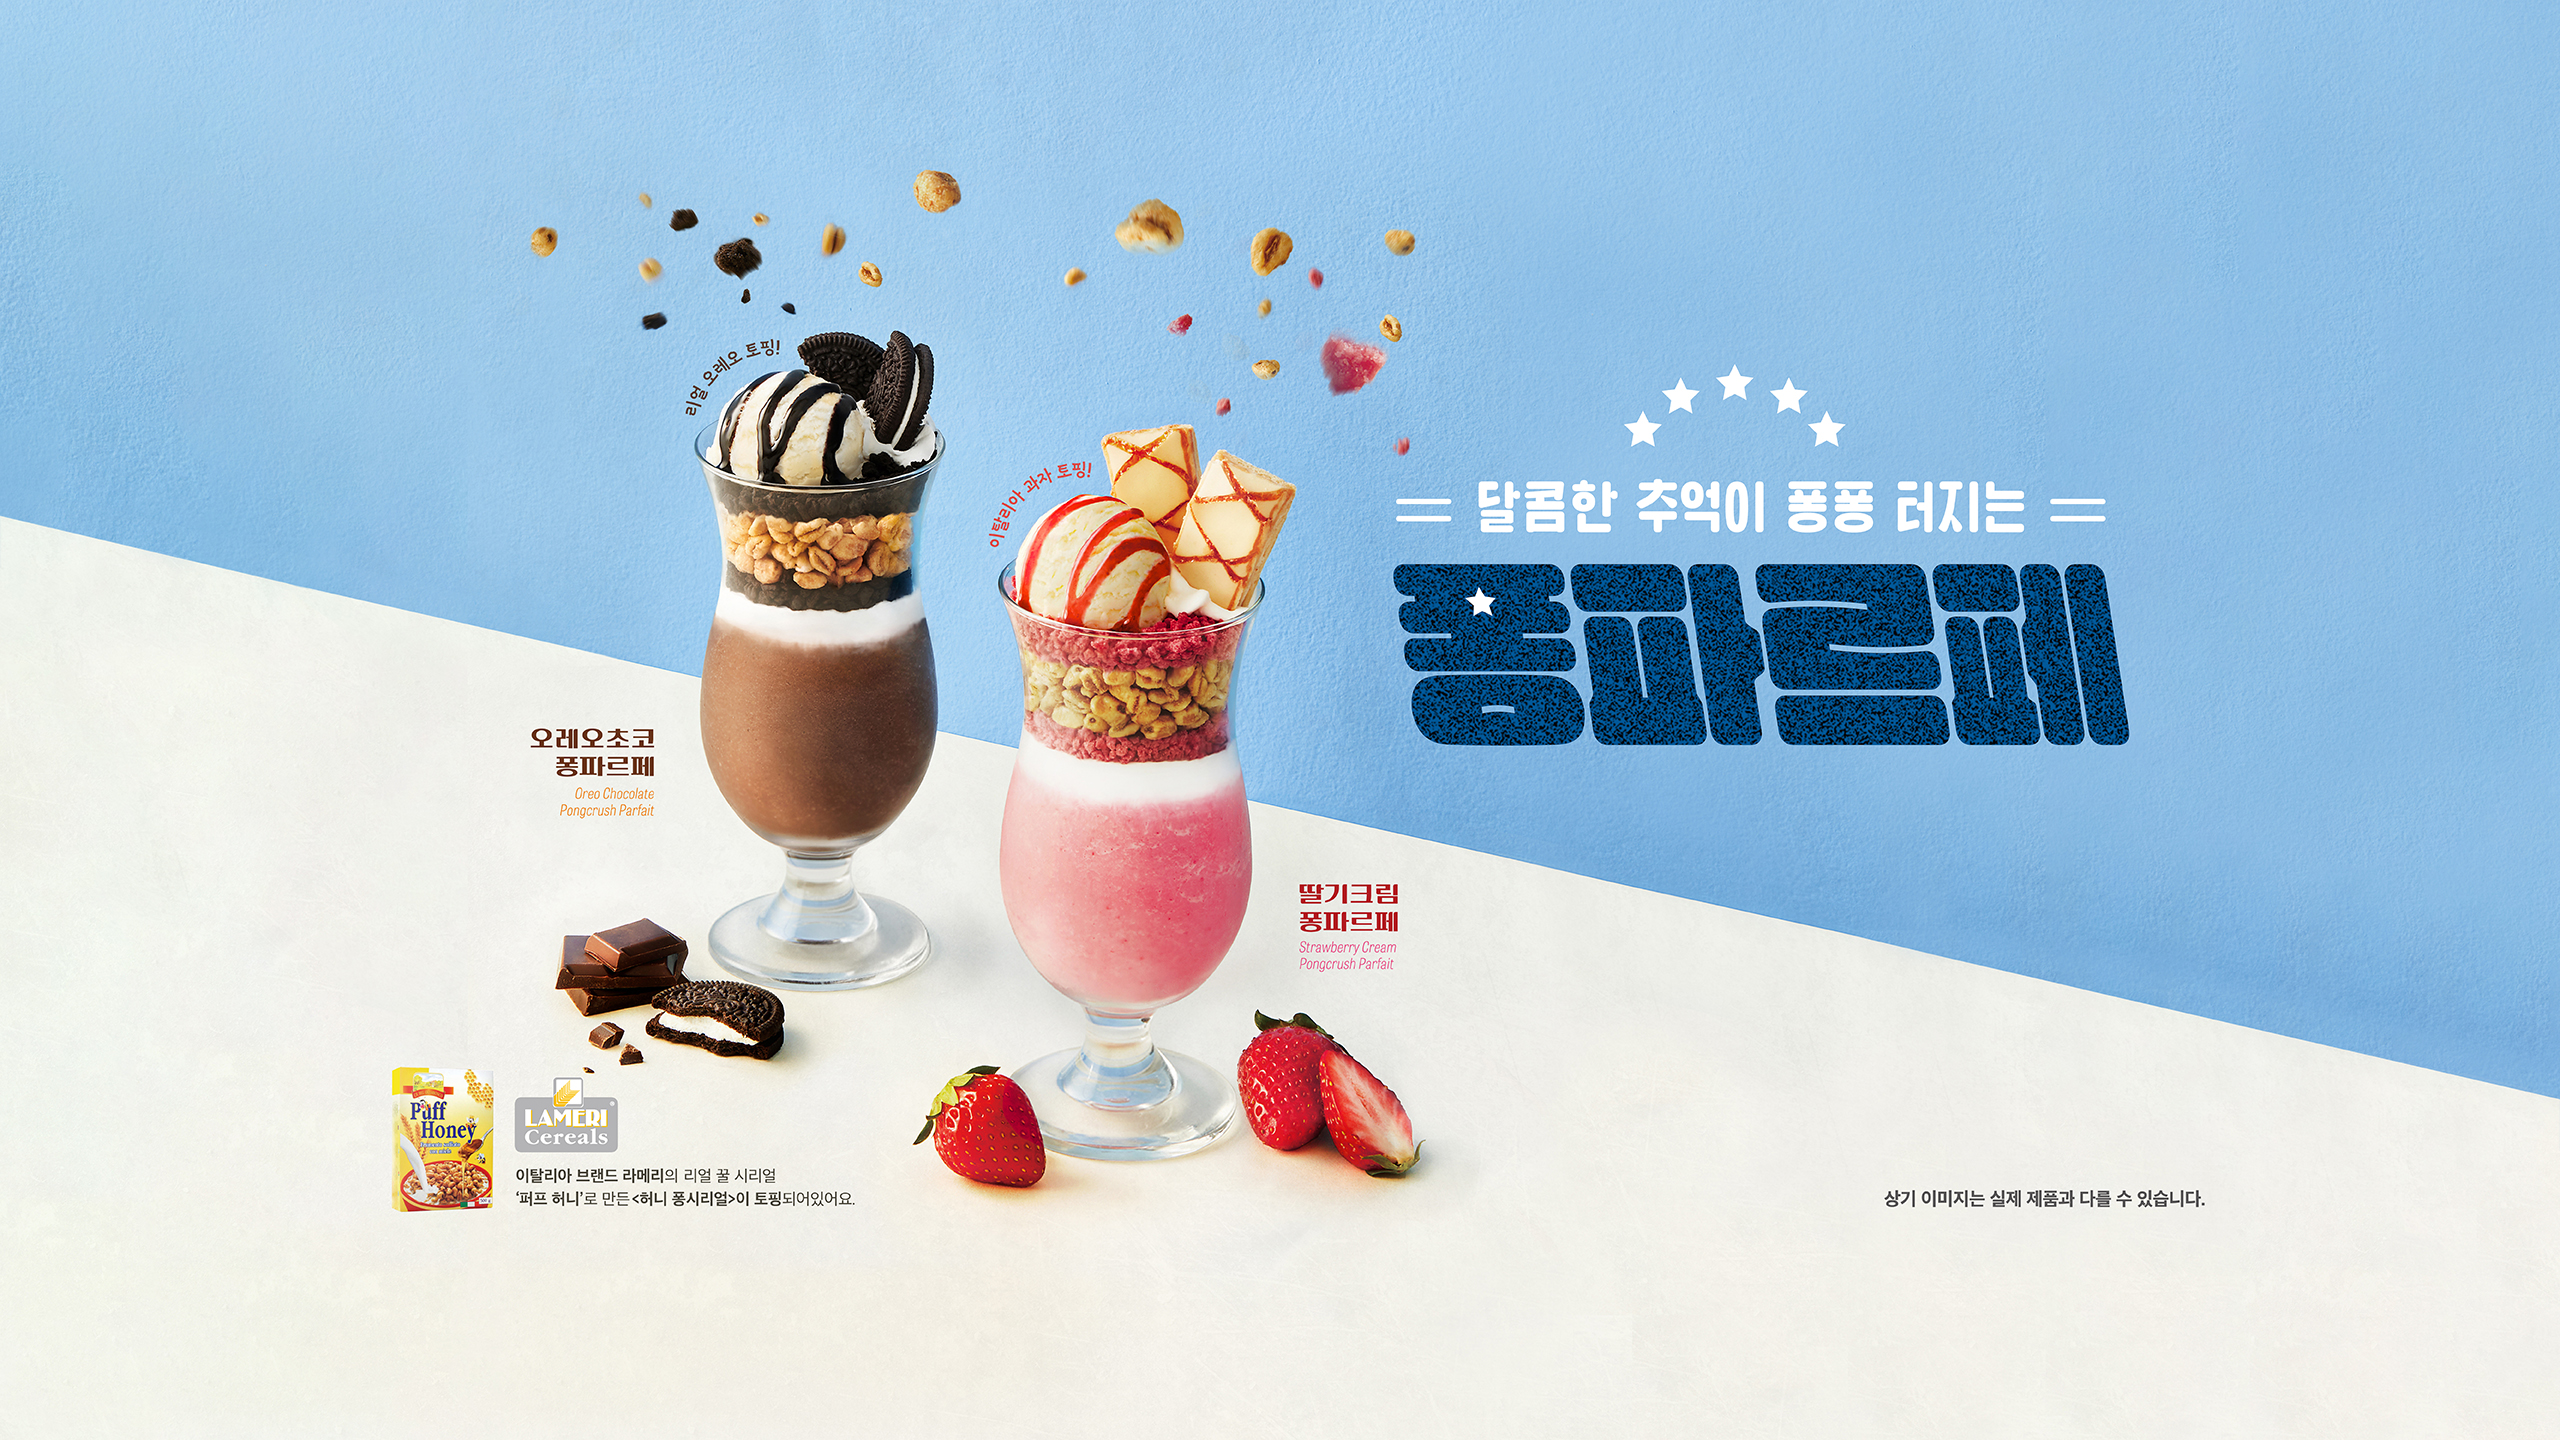 리얼 오레오 토핑!
이탈리아 과자 토핑!
달콤한 추억이 퐁퐁 터지는
퐁파르페
오레오초코
퐁파르페
Oreo Chocolate
Pongcrush Parfait
딸기크림
퐁파르페
Strawberry Cream
Pongcrush Parfait
Puff
Honey
LAMERI
Cereals
이탈리아 브랜드 라메리의 리얼 꿀 시리얼
‘퍼프 허니’로 만든 <허니 퐁시리얼>이 토핑되어있어요.
상기 이미지는 실제 제품과 다를 수 있습니다.